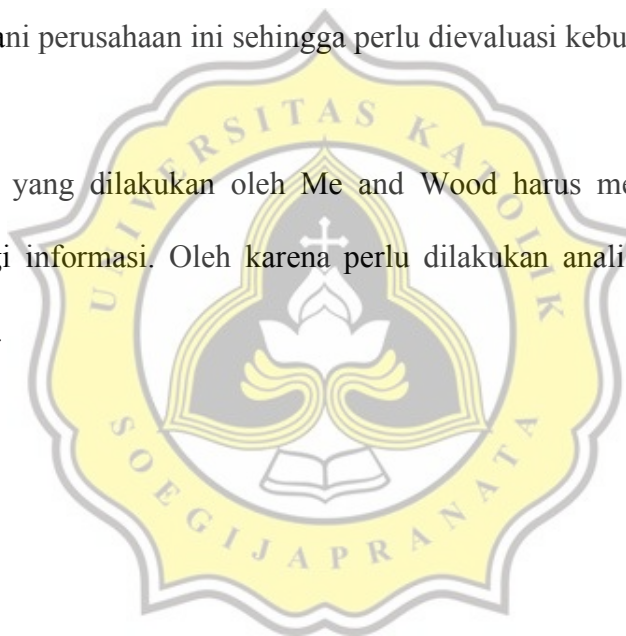 ani perusahaan ini sehingga perlu dievaluasi kebu
yang dilakukan oleh Me and Wood harus me
gi informasi. Oleh karena perlu dilakukan anali
UNIVERSITAS KATOLIK
SOEGIJAPRANATA